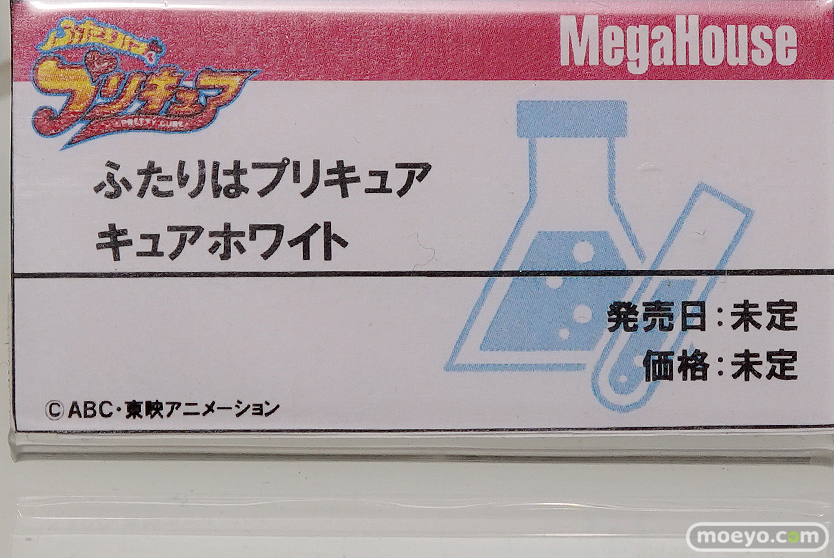 MegaHouse
ふたりは
プリキュア
PRETTY CURE
ふたりはプリキュア
キュアホワイト
発売日:未定
価格:未定
©ABC・東映アニメーション
moeyo.com